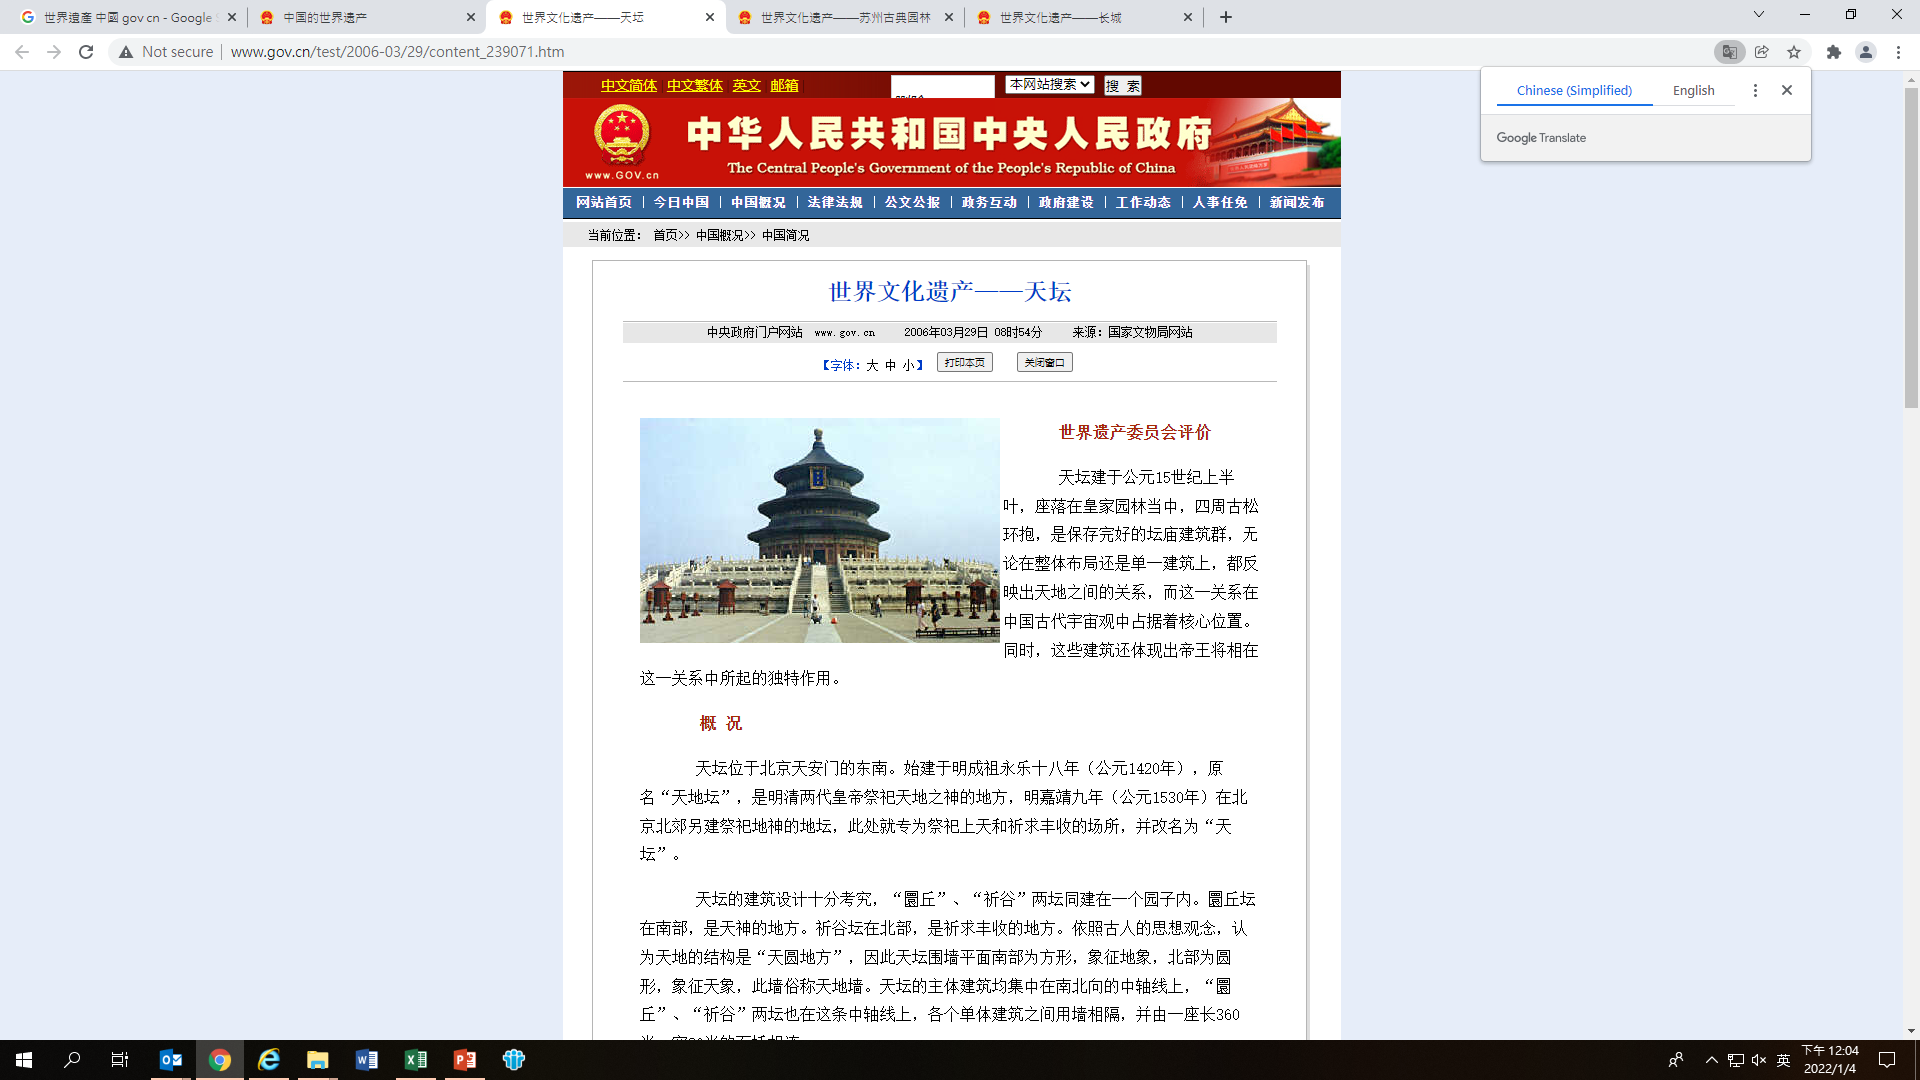 世界遺產 中國 gov cn - Google
中国的世界遗产
世界文化遗产——天坛
世界文化遗产——苏州古典园林
世界文化遗产——长城
Not secure
www.gov.cn/test/2006-03/29/content_239071.htm
Chinese (Simplified)
English
Google Translate
中文简体 中文繁体 英文 邮箱
本网站搜索
搜 索
中华人民共和国中央人民政府
The Central People's Government of the People's Republic of China
www.GOV.cn
网站首页 | 今日中国 | 中国概况 | 法律法规 | 公文公报 | 政务互动 | 政府建设 | 工作动态 | 人事任免 | 新闻发布
当前位置： 首页>> 中国概况>> 中国简况
世界文化遗产——天坛
中央政府门户网站 www.gov.cn 2006年03月29日 08时54分 来源：国家文物局网站
【字体：大 中 小】 打印本页 关闭窗口
世界遗产委员会评价
天坛建于公元15世纪上半
叶，座落在皇家园林当中，四周古松
环抱，是保存完好的坛庙建筑群，无
论在整体布局还是单一建筑上，都反
映出天地之间的关系，而这一关系在
中国古代宇宙观中占据着核心位置。
同时，这些建筑还体现出帝王将相在
这一关系中所起的独特作用。
概 况
天坛位于北京天安门的东南。始建于明成祖永乐十八年（公元1420年），原
名“天地坛”，是明清两代皇帝祭祀天地之神的地方，明嘉靖九年（公元1530年）在北
京北郊另建祭祀地神的地坛，此处就专为祭祀上天和祈求丰收的场所，并改名为“天
坛”。
天坛的建筑设计十分考究，“圜丘”、“祈谷”两坛同建在一个园子内。圜丘坛
在南部，是天神的地方。祈谷坛在北部，是祈求丰收的地方。依照古人的思想观念，认
为天地的结构是“天圆地方”，因此天坛围墙平面南部为方形，象征地象，北部为圆
形，象征天象，此墙俗称天地墙。天坛的主体建筑均集中在南北向的中轴线上，“圜
丘”、“祈谷”两坛也在这条中轴线上，各个单体建筑之间用墙相隔，并由一座长360
英
下午 12:04
2022/1/4